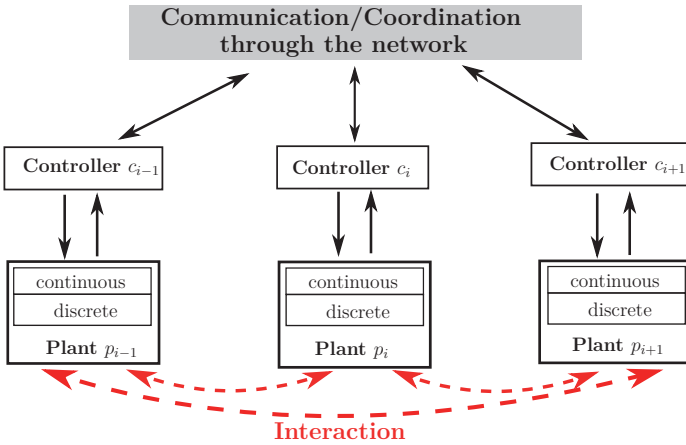 Communication/Coordination
through the network
Controller c_{i−1}
Controller c_i
Controller c_{i+1}
continuous
discrete
Plant p_{i−1}
continuous
discrete
Plant p_i
continuous
discrete
Plant p_{i+1}
Interaction